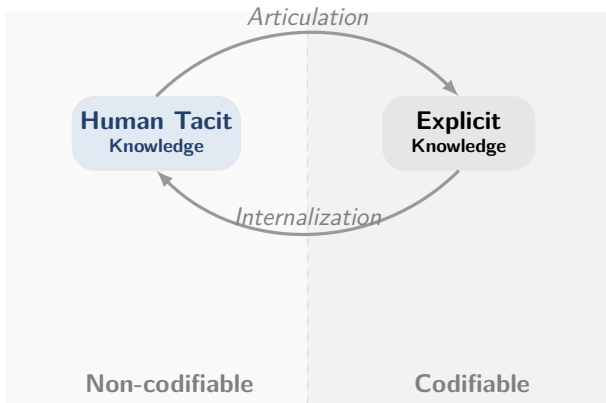 Articulation
Human Tacit
Knowledge
Explicit
Knowledge
Internalization
Non-codifiable
Codifiable